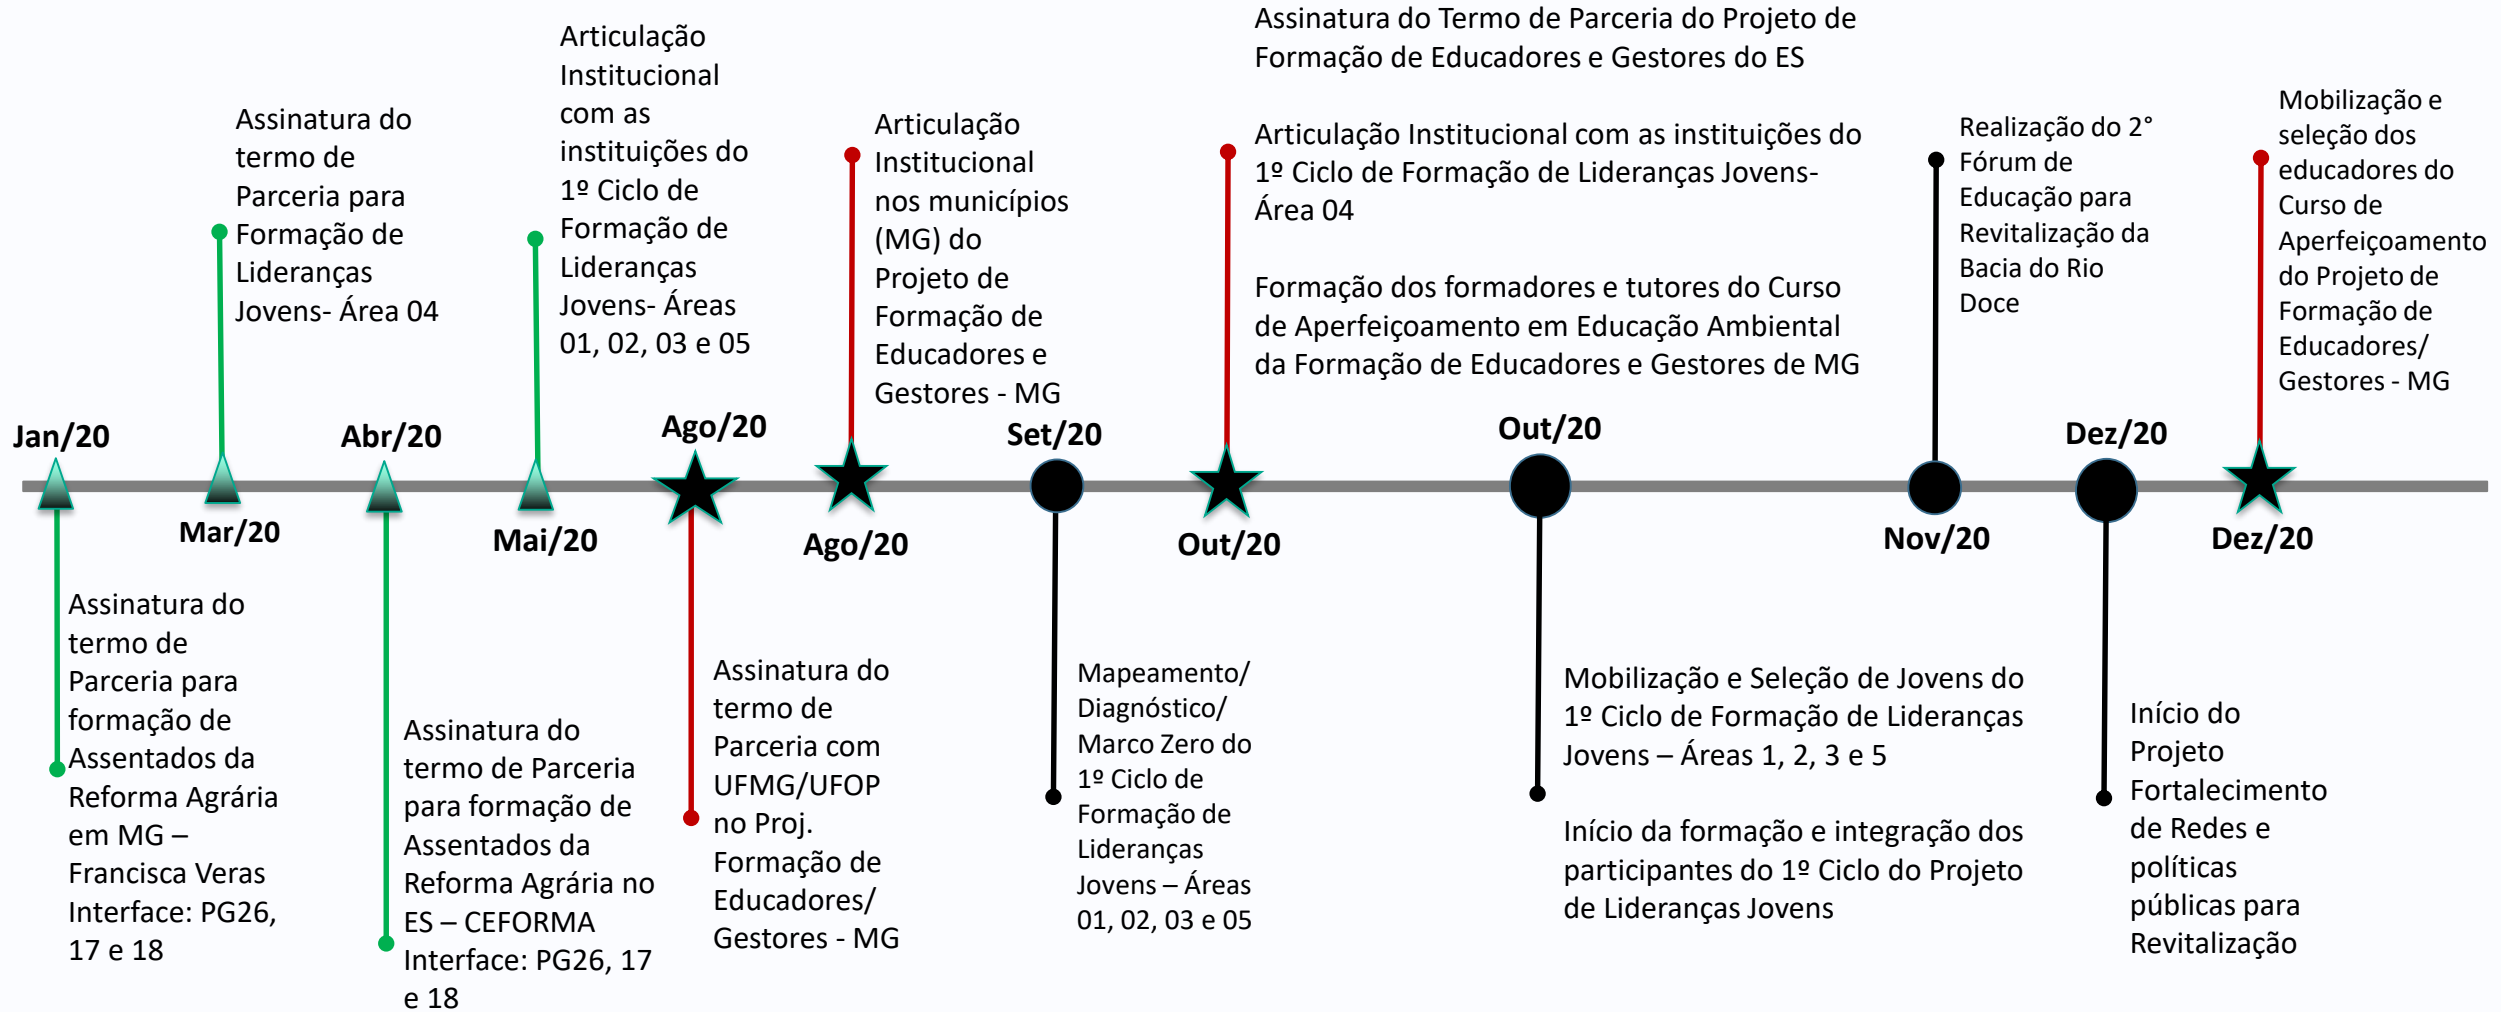 Jan/20
Assinatura do
termo de
Parceria para
formação de
Assentados da
Reforma Agrária
em MG –
Francisca Veras
Interface: PG26,
17 e 18
Assinatura do
termo de
Parceria para
Formação de
Lideranças
Jovens- Área 04
Mar/20
Abr/20
Assinatura do
termo de Parceria
para formação de
Assentados da
Reforma Agrária no
ES – CEFORMA
Interface: PG26, 17
e 18
Articulação
Institucional
com as
instituições do
1º Ciclo de
Formação de
Lideranças
Jovens- Áreas
01, 02, 03 e 05
Mai/20
Ago/20
Assinatura do
termo de
Parceria com
UFMG/UFOP
no Proj.
Formação de
Educadores/
Gestores - MG
Articulação
Institucional
nos municípios
(MG) do
Projeto de
Formação de
Educadores e
Gestores - MG
Ago/20
Set/20
Mapeamento/
Diagnóstico/
Marco Zero do
1º Ciclo de
Formação de
Lideranças
Jovens – Áreas
01, 02, 03 e 05
Assinatura do Termo de Parceria do Projeto de
Formação de Educadores e Gestores do ES
Articulação Institucional com as instituições do
1º Ciclo de Formação de Lideranças Jovens-
Área 04
Formação dos formadores e tutores do Curso
de Aperfeiçoamento em Educação Ambiental
da Formação de Educadores e Gestores de MG
Out/20
Out/20
Mobilização e Seleção de Jovens do
1º Ciclo de Formação de Lideranças
Jovens – Áreas 1, 2, 3 e 5
Início da formação e integração dos
participantes do 1º Ciclo do Projeto
de Lideranças Jovens
Realização do 2°
Fórum de
Educação para
Revitalização da
Bacia do Rio
Doce
Nov/20
Dez/20
Início do
Projeto
Fortalecimento
de Redes e
políticas
públicas para
Revitalização
Mobilização e
seleção dos
educadores do
Curso de
Aperfeiçoamento
do Projeto de
Formação de
Educadores/
Gestores - MG
Dez/20